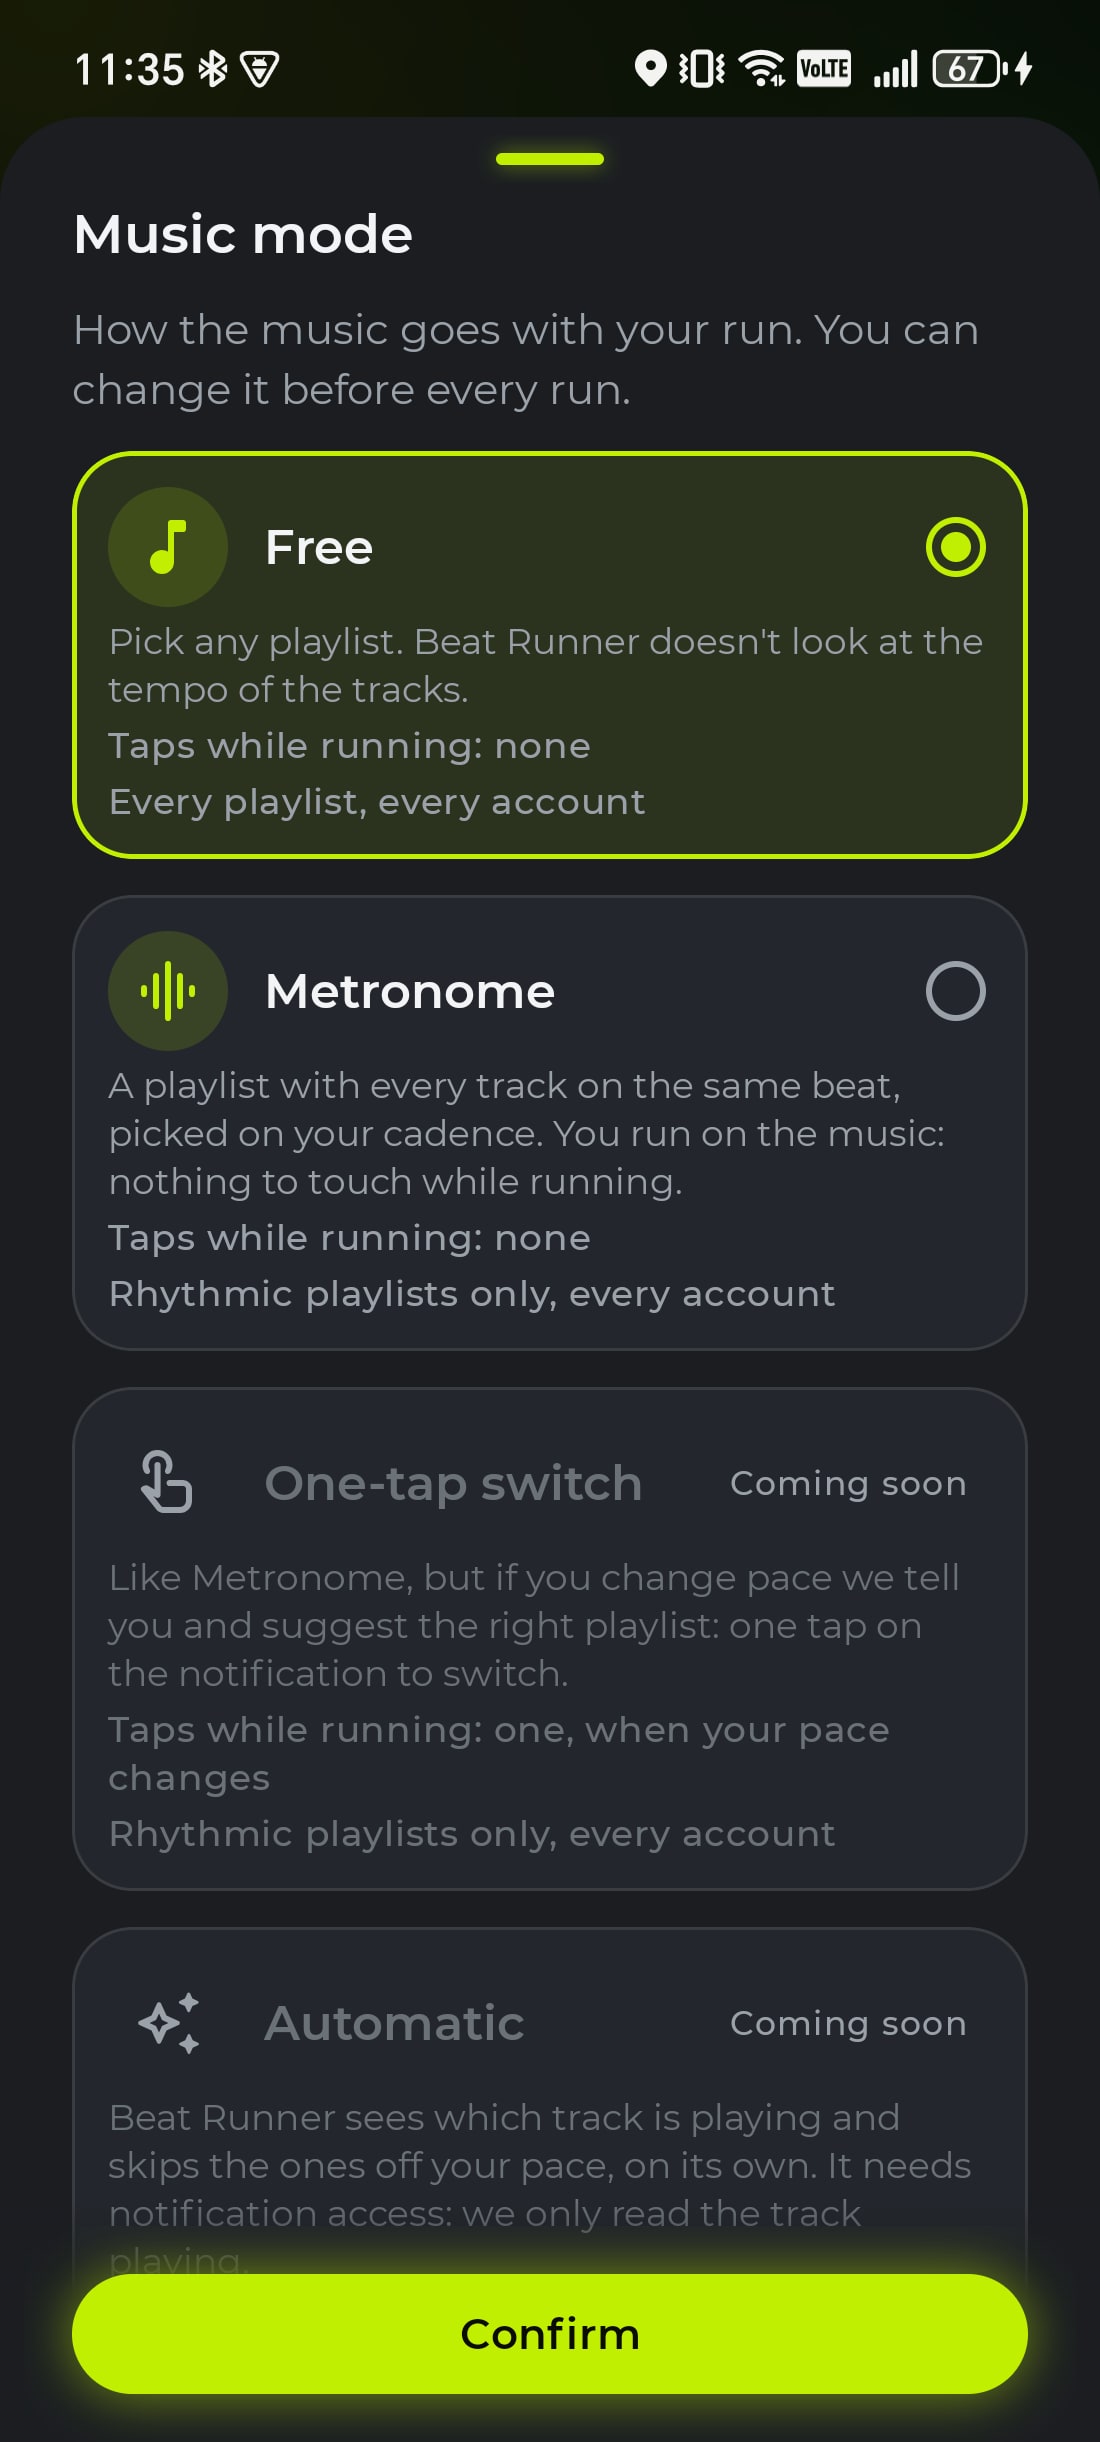 11:35
VoLTE
67
Music mode
How the music goes with your run. You can
change it before every run.
Free
Pick any playlist. Beat Runner doesn't look at the
tempo of the tracks.
Taps while running: none
Every playlist, every account
Metronome
A playlist with every track on the same beat,
picked on your cadence. You run on the music:
nothing to touch while running.
Taps while running: none
Rhythmic playlists only, every account
One-tap switch
Coming soon
Like Metronome, but if you change pace we tell
you and suggest the right playlist: one tap on
the notification to switch.
Taps while running: one, when your pace
changes
Rhythmic playlists only, every account
Automatic
Coming soon
Beat Runner sees which track is playing and
skips the ones off your pace, on its own. It needs
notification access: we only read the track
playing.
Confirm